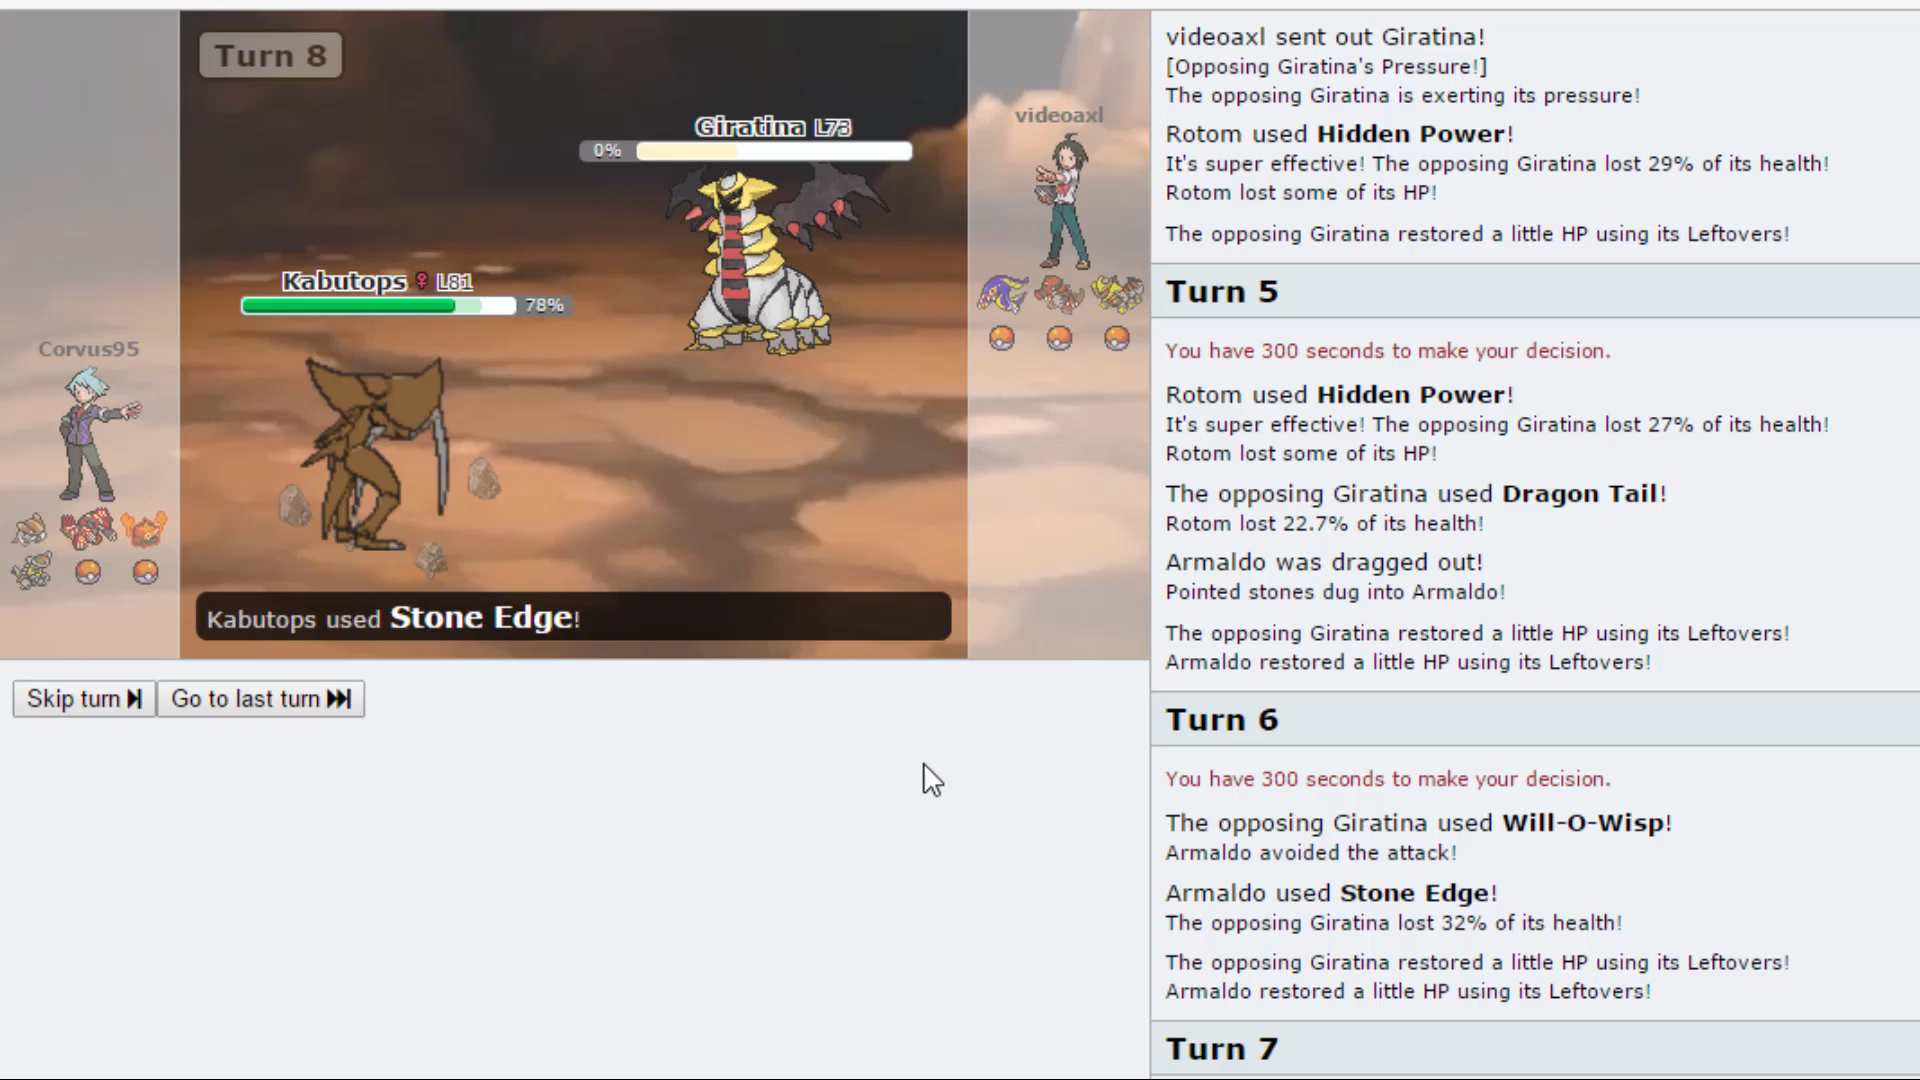 Turn 8
Giratina L73
0%
videoaxl
Kabutops ♀ L81
78%
Corvus95
Kabutops used Stone Edge!
Skip turn
Go to last turn
videoaxl sent out Giratina!
[Opposing Giratina's Pressure!]
The opposing Giratina is exerting its pressure!
Rotom used Hidden Power!
It's super effective! The opposing Giratina lost 29% of its health!
Rotom lost some of its HP!
The opposing Giratina restored a little HP using its Leftovers!
Turn 5
You have 300 seconds to make your decision.
Rotom used Hidden Power!
It's super effective! The opposing Giratina lost 27% of its health!
Rotom lost some of its HP!
The opposing Giratina used Dragon Tail!
Rotom lost 22.7% of its health!
Armaldo was dragged out!
Pointed stones dug into Armaldo!
The opposing Giratina restored a little HP using its Leftovers!
Armaldo restored a little HP using its Leftovers!
Turn 6
You have 300 seconds to make your decision.
The opposing Giratina used Will-O-Wisp!
Armaldo avoided the attack!
Armaldo used Stone Edge!
The opposing Giratina lost 32% of its health!
The opposing Giratina restored a little HP using its Leftovers!
Armaldo restored a little HP using its Leftovers!
Turn 7